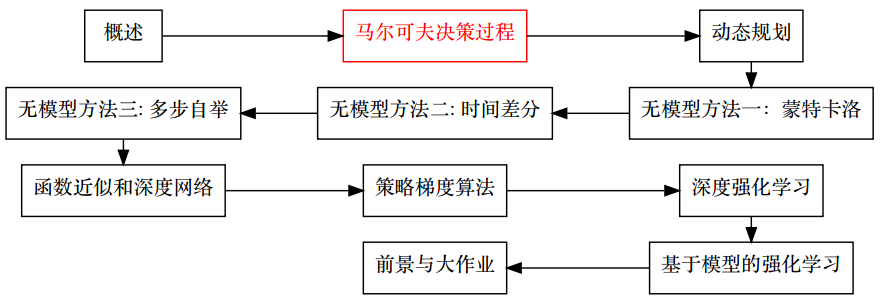 概述
马尔可夫决策过程
动态规划
无模型方法三: 多步自举
无模型方法二: 时间差分
无模型方法一: 蒙特卡洛
函数近似和深度网络
策略梯度算法
深度强化学习
前景与大作业
基于模型的强化学习